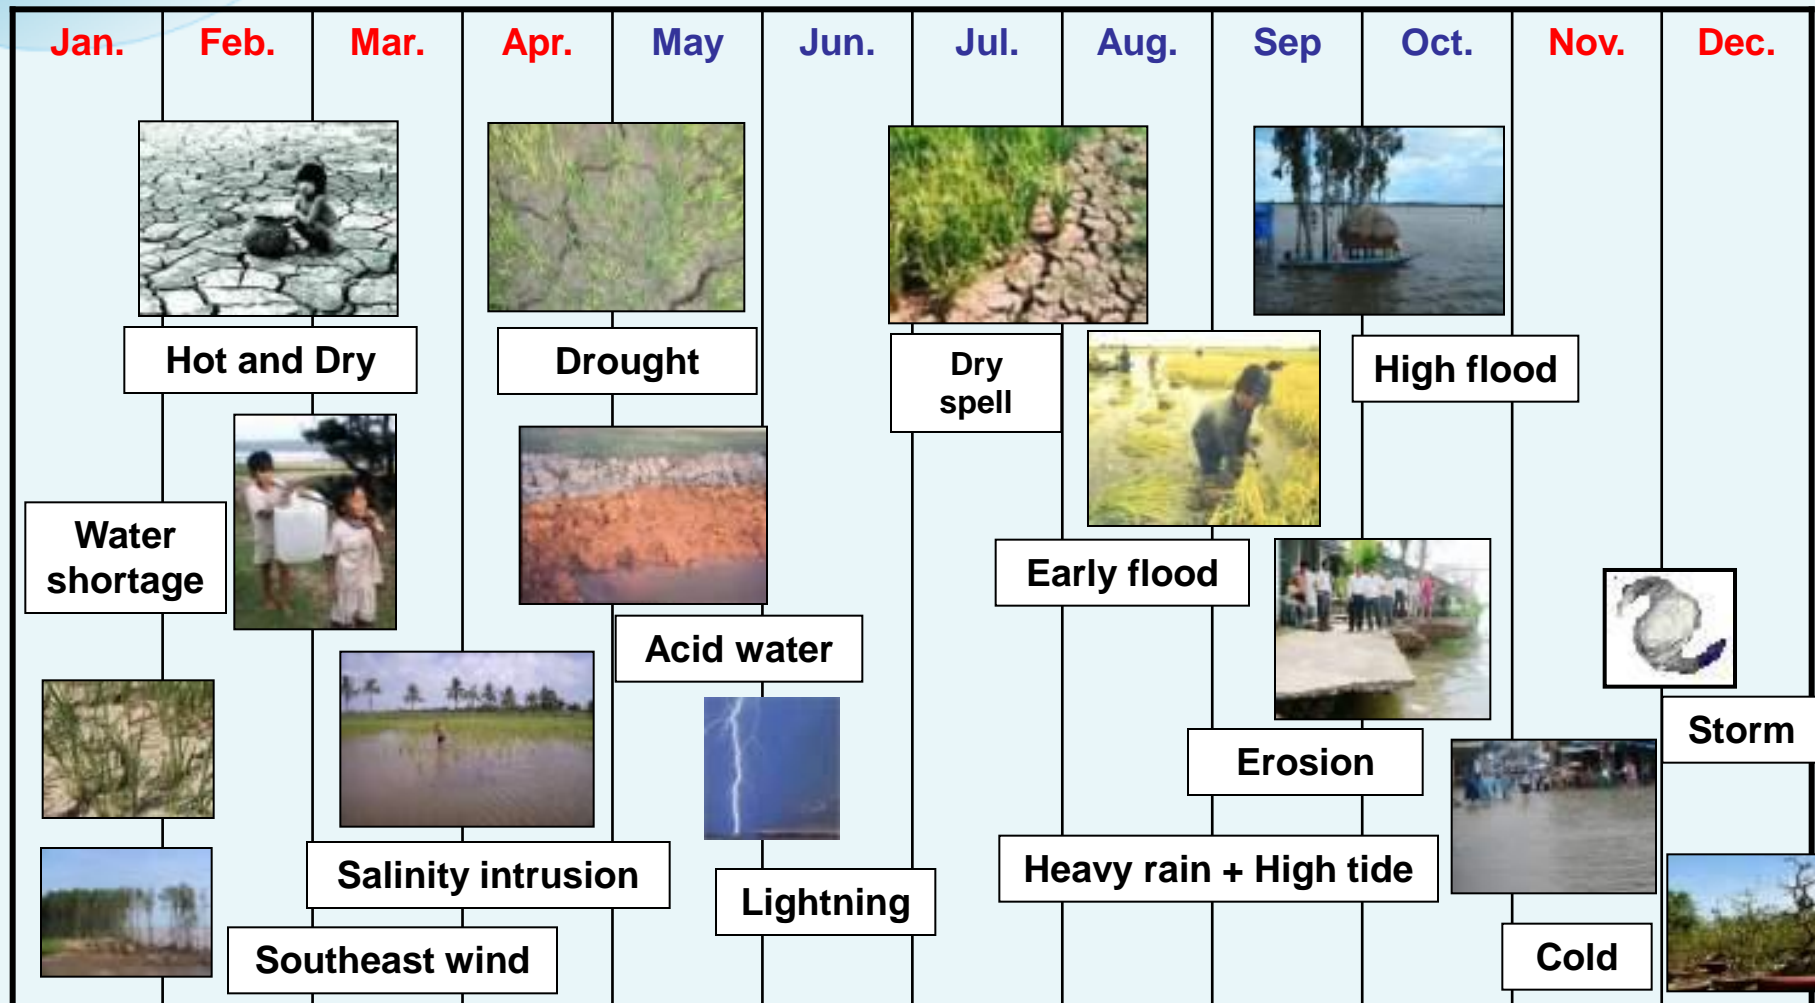 Jan. Feb. Mar. Apr. May Jun. Jul. Aug. Sep Oct. Nov. Dec.
Hot and Dry
Drought
Dry
spell
High flood
Water
shortage
Early flood
Acid water
Erosion
Storm
Salinity intrusion
Lightning
Heavy rain + High tide
Southeast wind
Cold